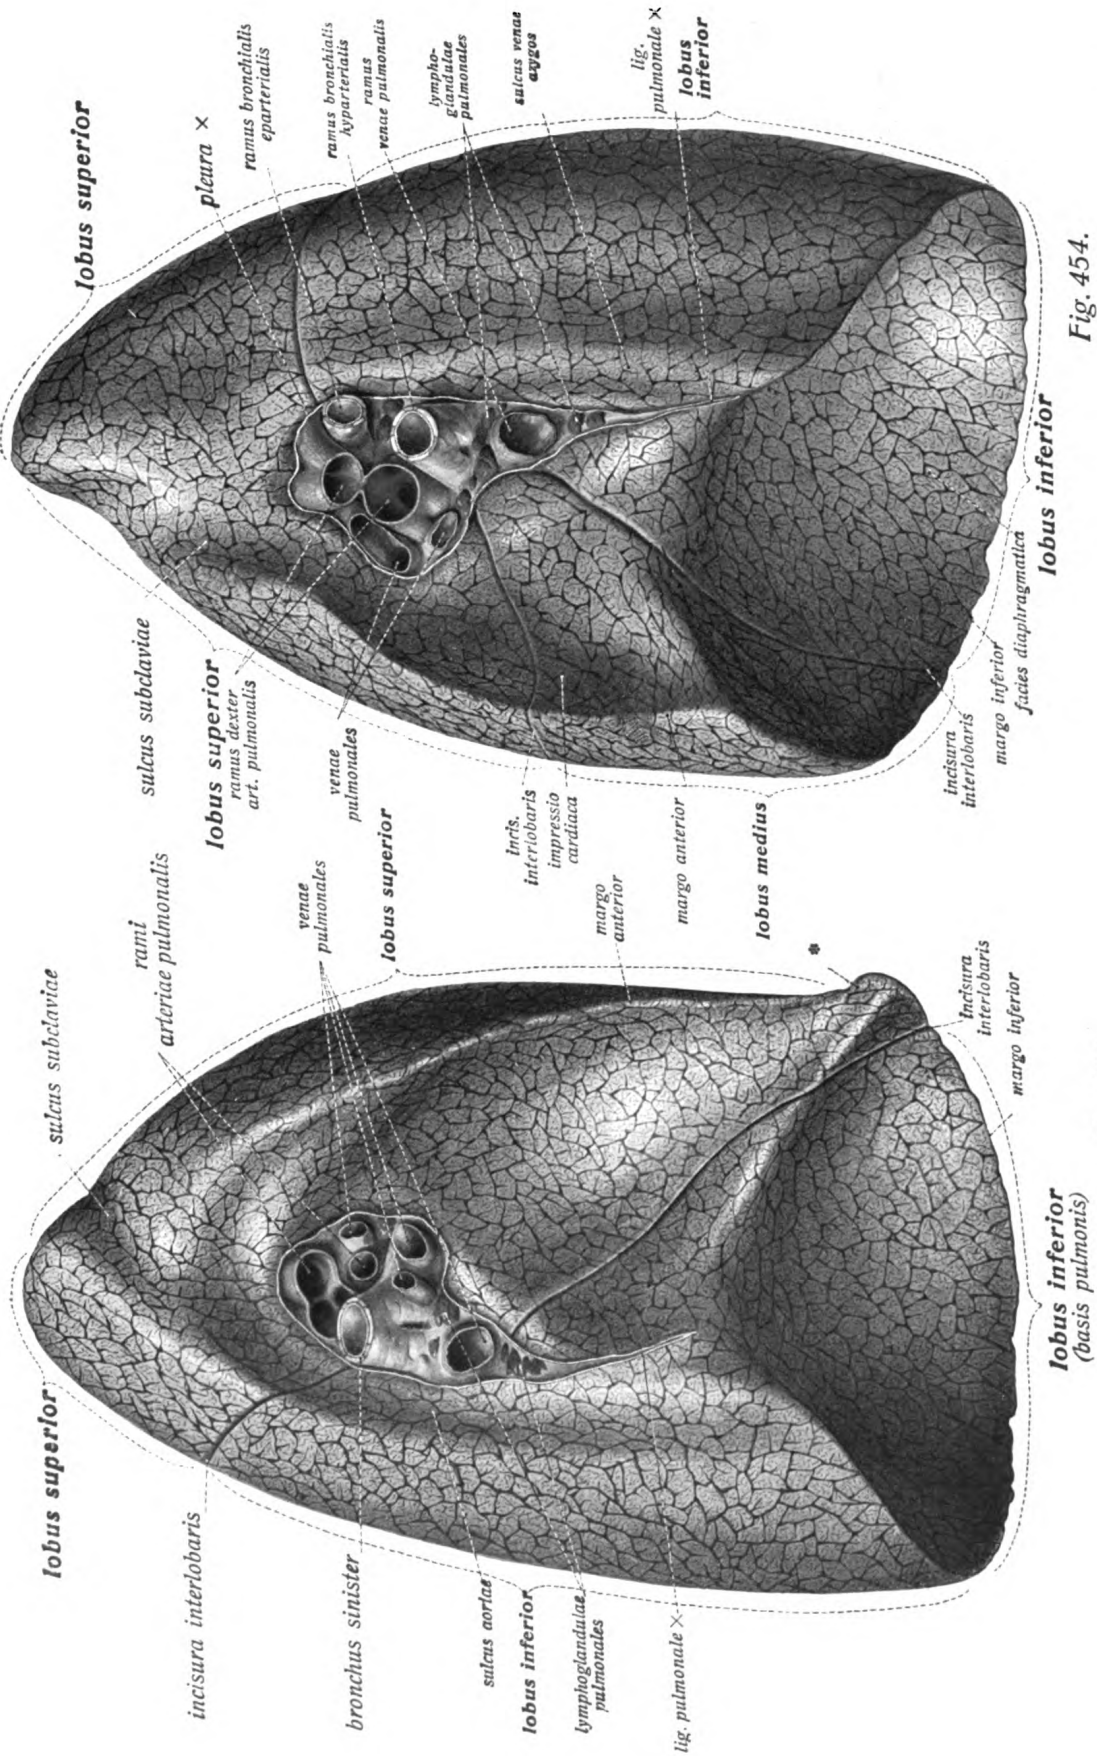 lobus superior
sulcus subclaviae
rami
arteriae pulmonalis
venae
pulmonales
lobus superior
incisura interlobaris
bronchus sinister
sulcus aortae
lobus inferior
lymphoglandulae
pulmonales
lig. pulmonale ×
margo
anterior
*
incisura
interlobaris
margo inferior
lobus inferior
(basis pulmonis)
sulcus subclaviae
lobus superior
ramus dexter
art. pulmonalis
venae
pulmonales
incis.
interlobaris
impressio
cardiaca
margo anterior
lobus medius
incisura
interlobaris
margo inferior
facies diaphragmatica
lobus inferior
lobus superior
pleura ×
ramus bronchialis
eparterialis
ramus bronchialis
hyparterialis
ramus
venae pulmonalis
lympho-
glandulae
pulmonales
sulcus venae
azygos
lig.
pulmonale ×
lobus
inferior
Fig. 454.